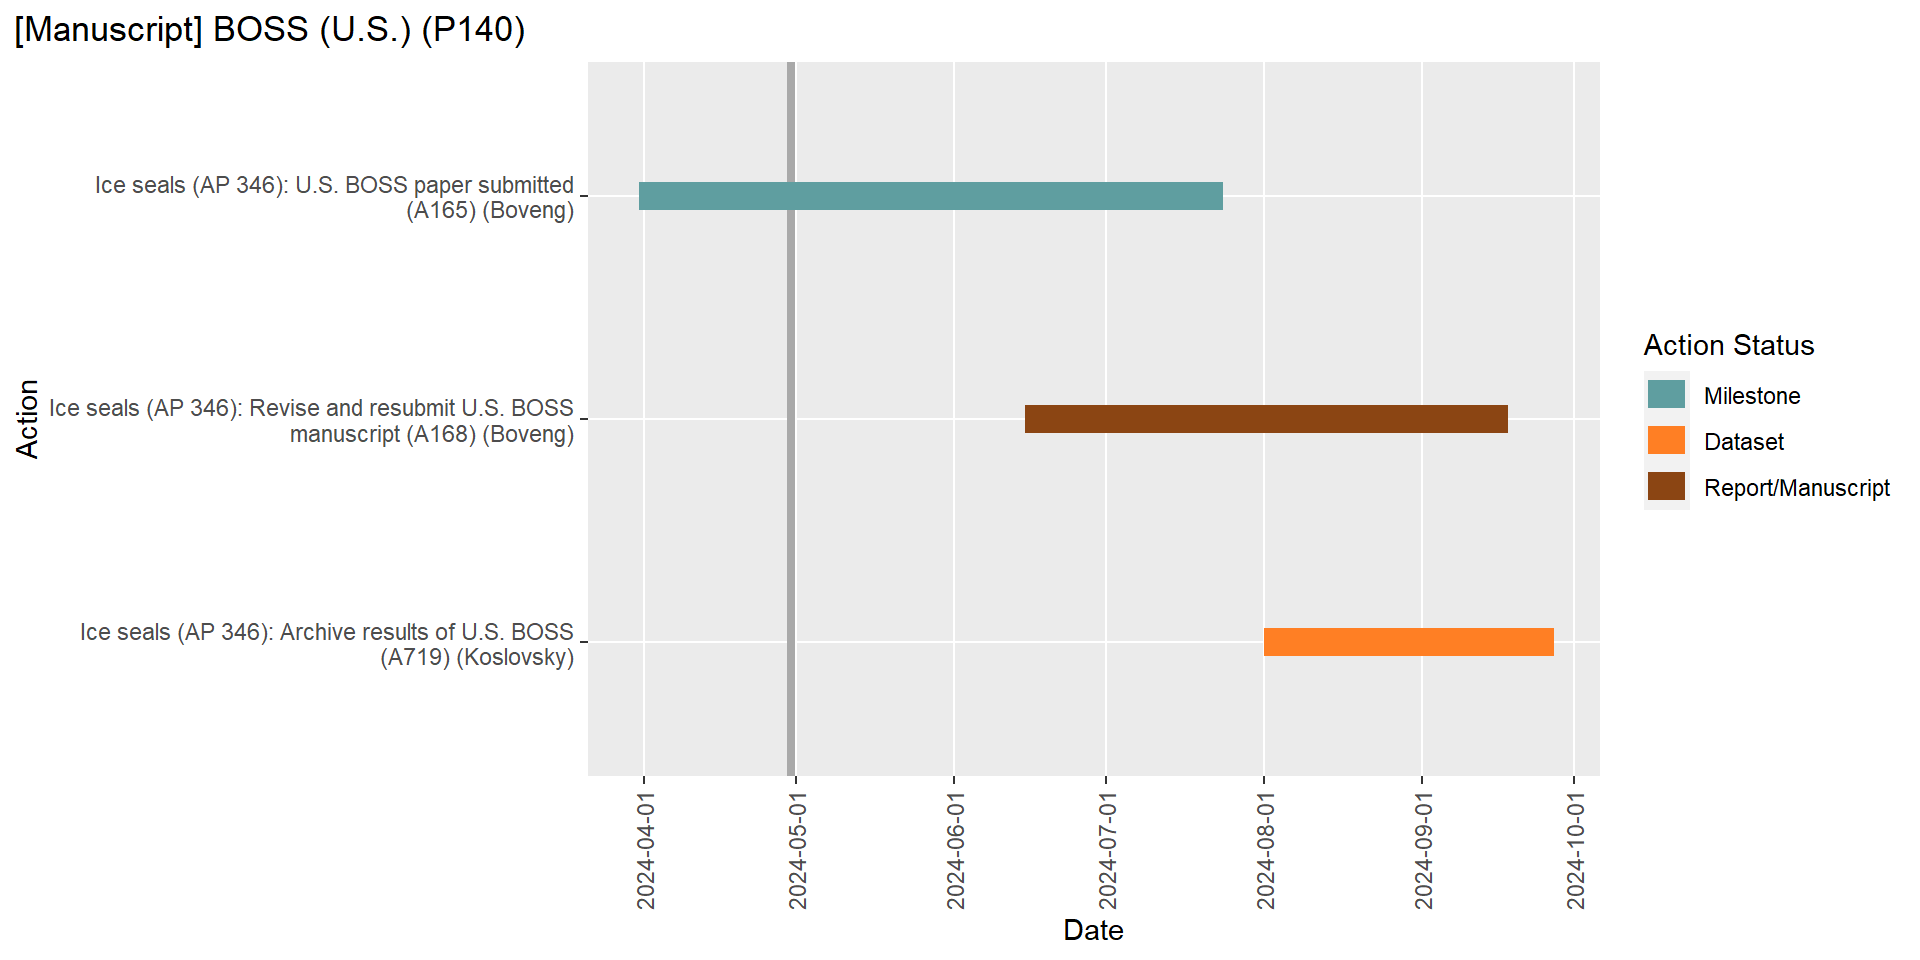 [Manuscript] BOSS (U.S.) (P140)
Action
Ice seals (AP 346): U.S. BOSS paper submitted
(A165) (Boveng)
Ice seals (AP 346): Revise and resubmit U.S. BOSS
manuscript (A168) (Boveng)
Ice seals (AP 346): Archive results of U.S. BOSS
(A719) (Koslovsky)
2024-04-01
2024-05-01
2024-06-01
2024-07-01
2024-08-01
2024-09-01
2024-10-01
Date
Action Status
Milestone
Dataset
Report/Manuscript